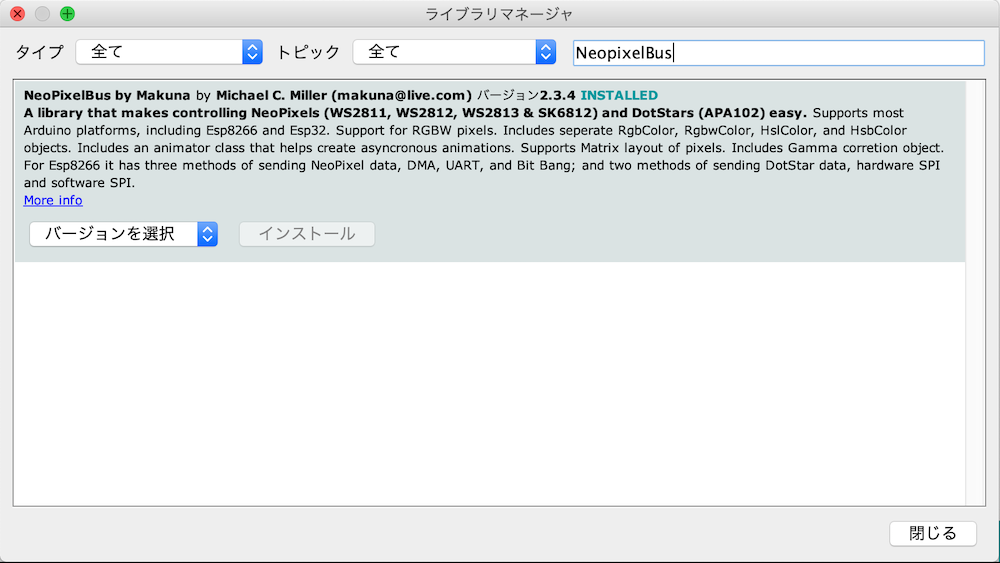 ライブラリマネージャ
タイプ 全て トピック 全て NeopixelBus
NeoPixelBus by Makuna by Michael C. Miller (makuna@live.com) バージョン2.3.4 INSTALLED
A library that makes controlling NeoPixels (WS2811, WS2812, WS2813 & SK6812) and DotStars (APA102) easy. Supports most
Arduino platforms, including Esp8266 and Esp32. Support for RGBW pixels. Includes seperate RgbColor, RgbwColor, HslColor, and HsbColor
objects. Includes an animator class that helps create asyncronous animations. Supports Matrix layout of pixels. Includes Gamma corretion object.
For Esp8266 it has three methods of sending NeoPixel data, DMA, UART, and Bit Bang; and two methods of sending DotStar data, hardware SPI
and software SPI.
More info
バージョンを選択 インストール
閉じる